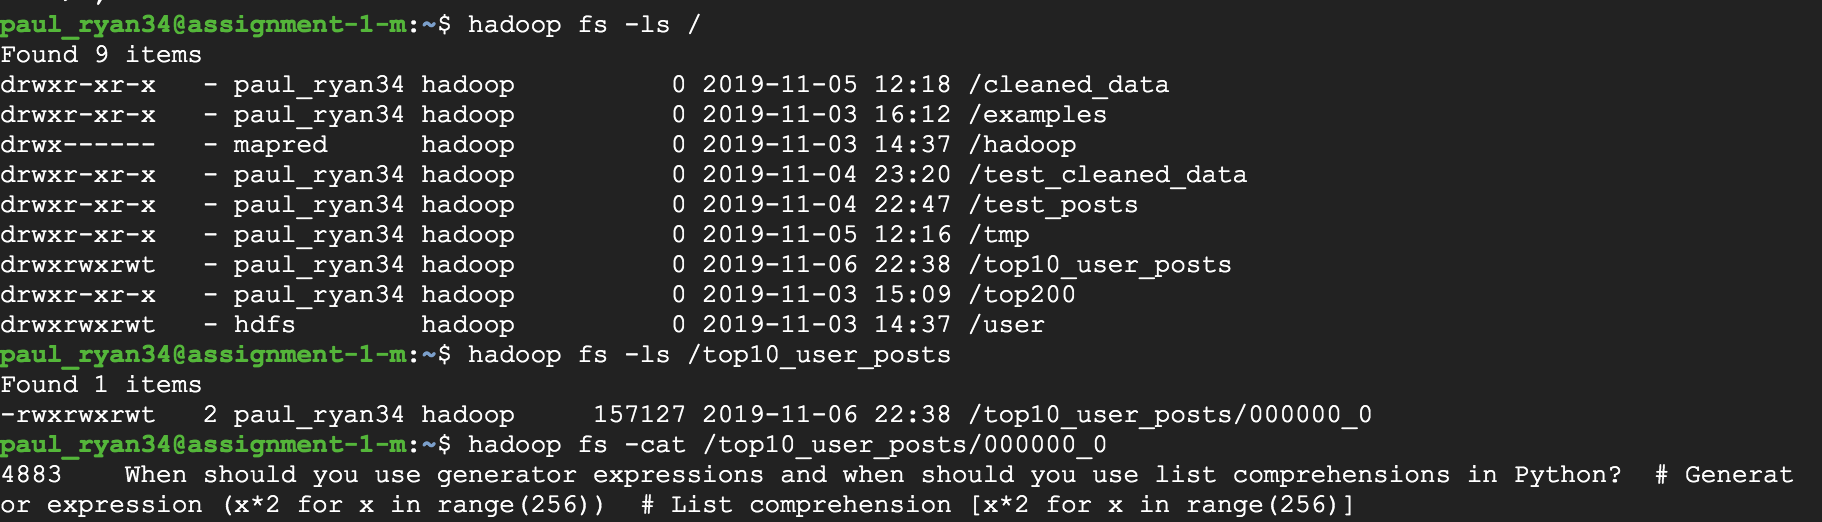 paul_ryan34@assignment-1-m:~$ hadoop fs -ls /
Found 9 items
drwxr-xr-x   - paul_ryan34 hadoop          0 2019-11-05 12:18 /cleaned_data
drwxr-xr-x   - paul_ryan34 hadoop          0 2019-11-03 16:12 /examples
drwx------   - mapred      hadoop          0 2019-11-03 14:37 /hadoop
drwxr-xr-x   - paul_ryan34 hadoop          0 2019-11-04 23:20 /test_cleaned_data
drwxr-xr-x   - paul_ryan34 hadoop          0 2019-11-04 22:47 /test_posts
drwxr-xr-x   - paul_ryan34 hadoop          0 2019-11-05 12:16 /tmp
drwxrwxrwt   - paul_ryan34 hadoop          0 2019-11-06 22:38 /top10_user_posts
drwxr-xr-x   - paul_ryan34 hadoop          0 2019-11-03 15:09 /top200
drwxrwxrwt   - hdfs        hadoop          0 2019-11-03 14:37 /user
paul_ryan34@assignment-1-m:~$ hadoop fs -ls /top10_user_posts
Found 1 items
-rwxrwxrwt   2 paul_ryan34 hadoop     157127 2019-11-06 22:38 /top10_user_posts/000000_0
paul_ryan34@assignment-1-m:~$ hadoop fs -cat /top10_user_posts/000000_0
4883    When should you use generator expressions and when should you use list comprehensions in Python?  # Generat
or expression (x*2 for x in range(256))  # List comprehension [x*2 for x in range(256)]